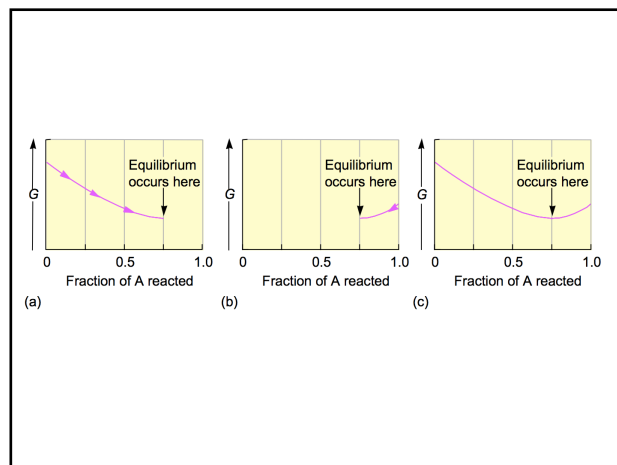 Equilibrium
occurs here
G
0 0.5 1.0
Fraction of A reacted
(a)
Equilibrium
occurs here
G
0 0.5 1.0
Fraction of A reacted
(b)
Equilibrium
occurs here
G
0 0.5 1.0
Fraction of A reacted
(c)